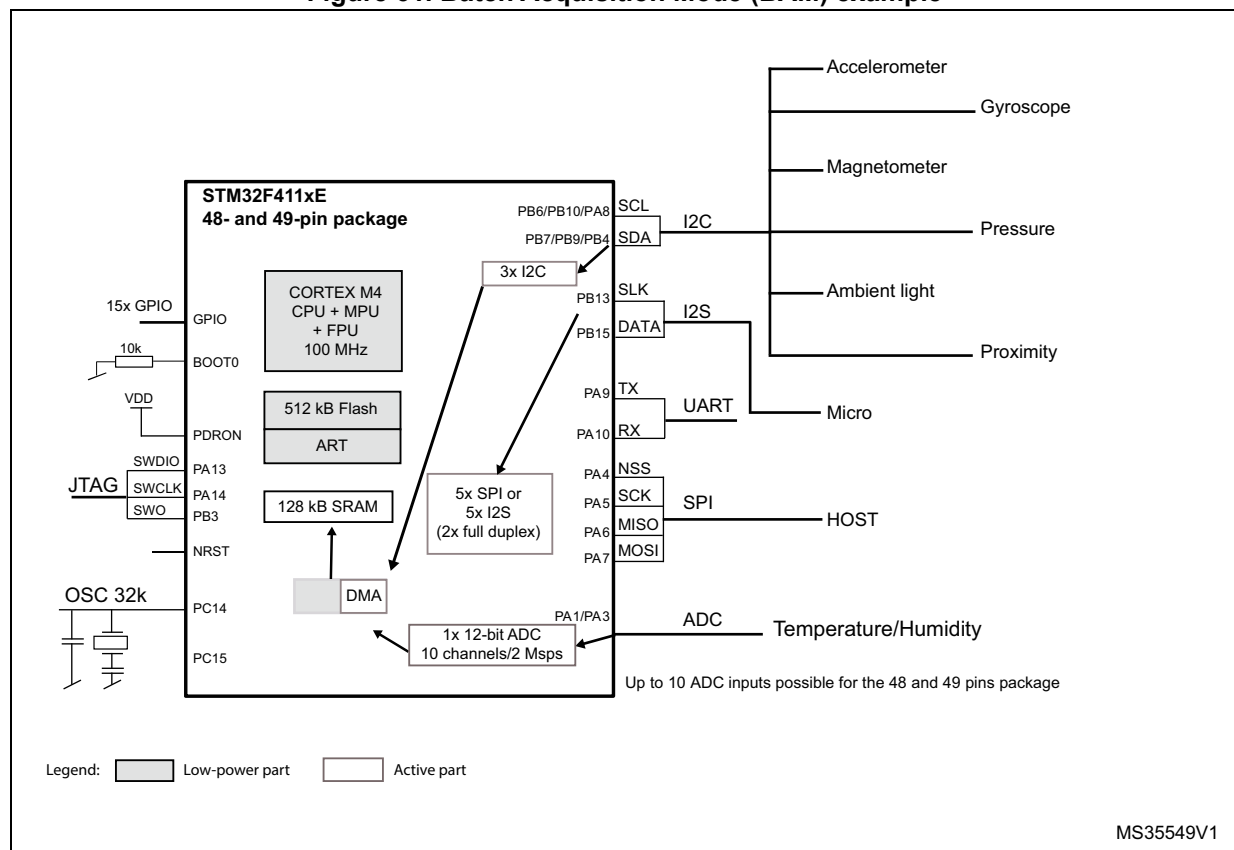 STM32F411xE
48- and 49-pin package
CORTEX M4
CPU + MPU
+ FPU
100 MHz
512 kB Flash
ART
128 kB SRAM
DMA
3x I2C
5x SPI or
5x I2S
(2x full duplex)
1x 12-bit ADC
10 channels/2 Msps
15x GPIO
GPIO
10k
BOOT0
VDD
PDRON
JTAG
SWDIO
PA13
SWCLK
PA14
SWO
PB3
NRST
OSC 32k
PC14
PC15
PB6/PB10/PA8
SCL
PB7/PB9/PB4
SDA
I2C
PB13
SLK
PB15
DATA
I2S
PA9
TX
PA10
RX
UART
PA4
NSS
PA5
SCK
PA6
MISO
PA7
MOSI
SPI
PA1/PA3
ADC
Accelerometer
Gyroscope
Magnetometer
Pressure
Ambient light
Proximity
Micro
HOST
Temperature/Humidity
Up to 10 ADC inputs possible for the 48 and 49 pins package
Legend:
Low-power part
Active part
MS35549V1